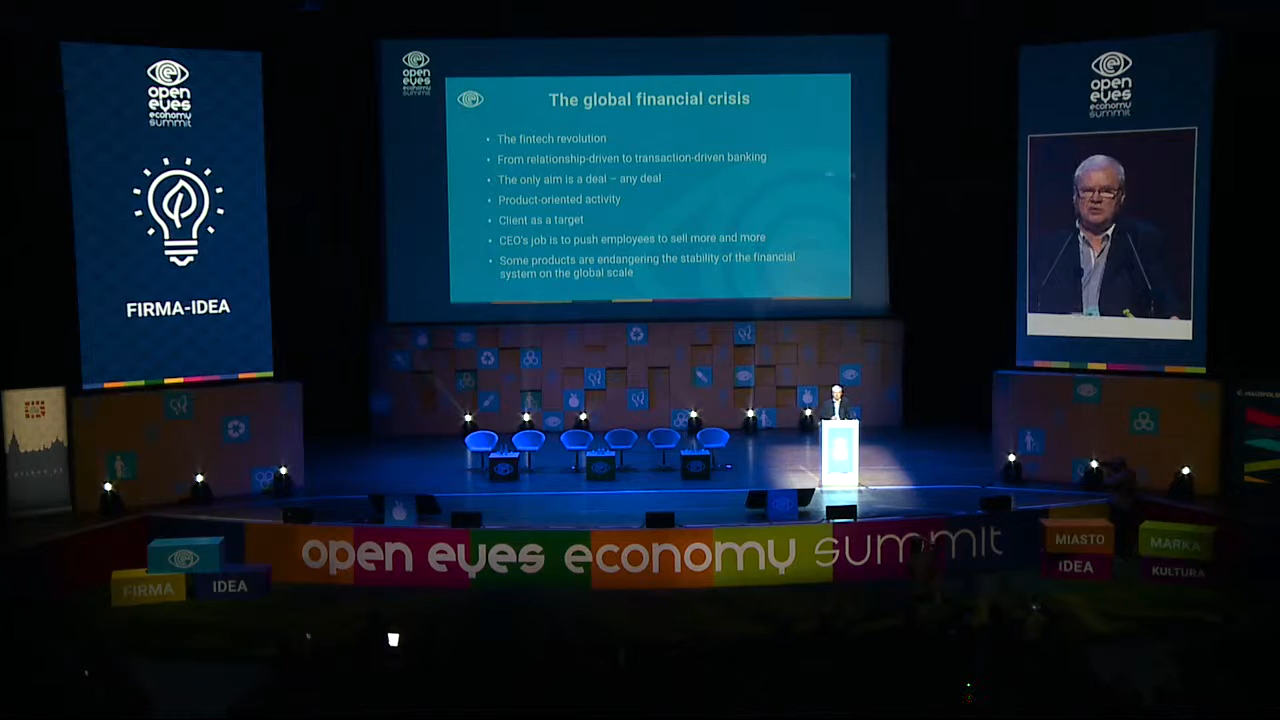 open
eyes
economy
summit
FIRMA-IDEA
open
eyes
economy
summit
The global financial crisis
• The fintech revolution
• From relationship-driven to transaction-driven banking
• The only aim is a deal – any deal
• Product-oriented activity
• Client as a target
• CEO's job is to push employees to sell more and more
• Some products are endangering the stability of the financial
system on the global scale
open
eyes
economy
summit
open eyes economy summit
FIRMA
IDEA
MIASTO
IDEA
MARKA
KULTURA